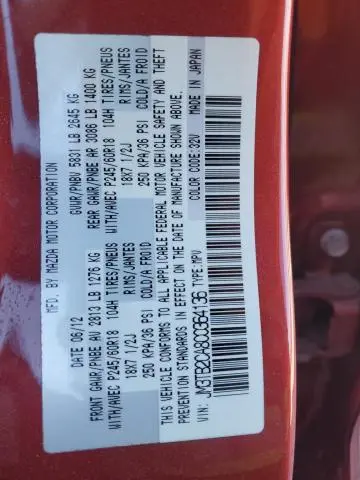 MFD. BY MAZDA MOTOR CORPORATION
DATE 06/12 GVWR/PNBV 5831 LB 2645 KG
FRONT GAWR/PNBE AV 2813 LB 1276 KG REAR GAWR/PNBE AR 3086 LB 1400 KG
WITH/AVEC P245/60R18 104H TIRES/PNEUS WITH/AVEC P245/60R18 104H TIRES/PNEUS
18X7 1/2J RIMS/JANTES 18X7 1/2J RIMS/JANTES
250 KPA/36 PSI COLD/A FROID 250 KPA/36 PSI COLD/A FROID
THIS VEHICLE CONFORMS TO ALL APPLICABLE FEDERAL MOTOR VEHICLE SAFETY AND THEFT
PREVENTION STANDARDS IN EFFECT ON THE DATE OF MANUFACTURE SHOWN ABOVE.
VIN: TYPE:MPV COLOR CODE:32V MADE IN JAPAN